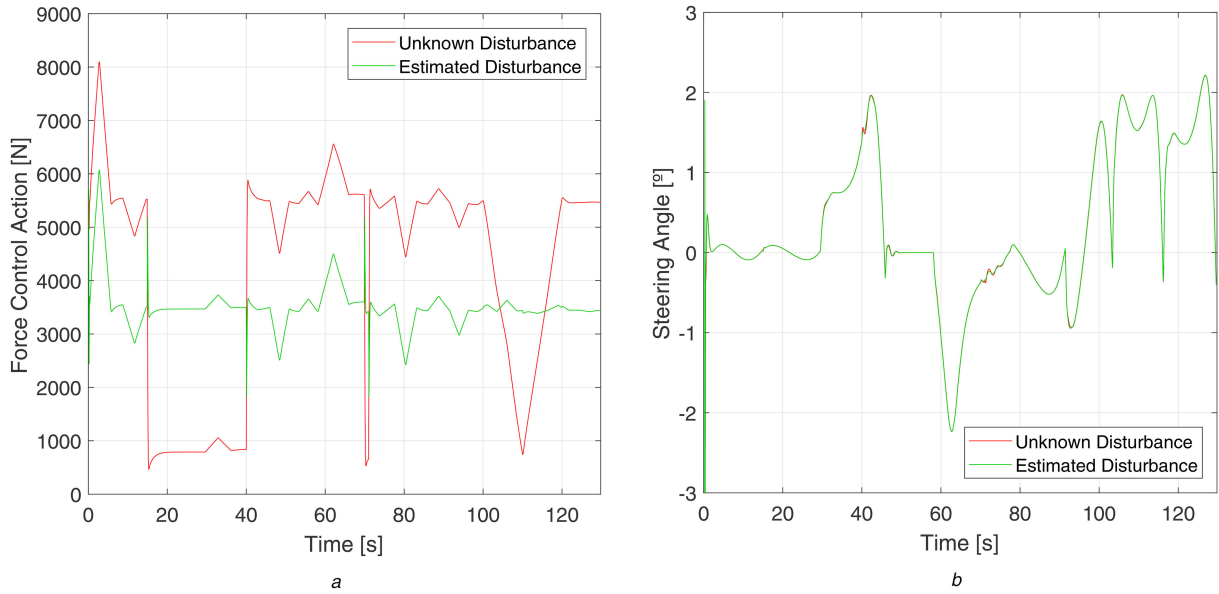 9000
8000
7000
6000
5000
4000
3000
2000
1000
0
Force Control Action [N]
Unknown Disturbance
Estimated Disturbance
0 20 40 60 80 100 120
Time [s]
a
3
2
1
0
-1
-2
-3
Steering Angle [º]
Unknown Disturbance
Estimated Disturbance
0 20 40 60 80 100 120
Time [s]
b